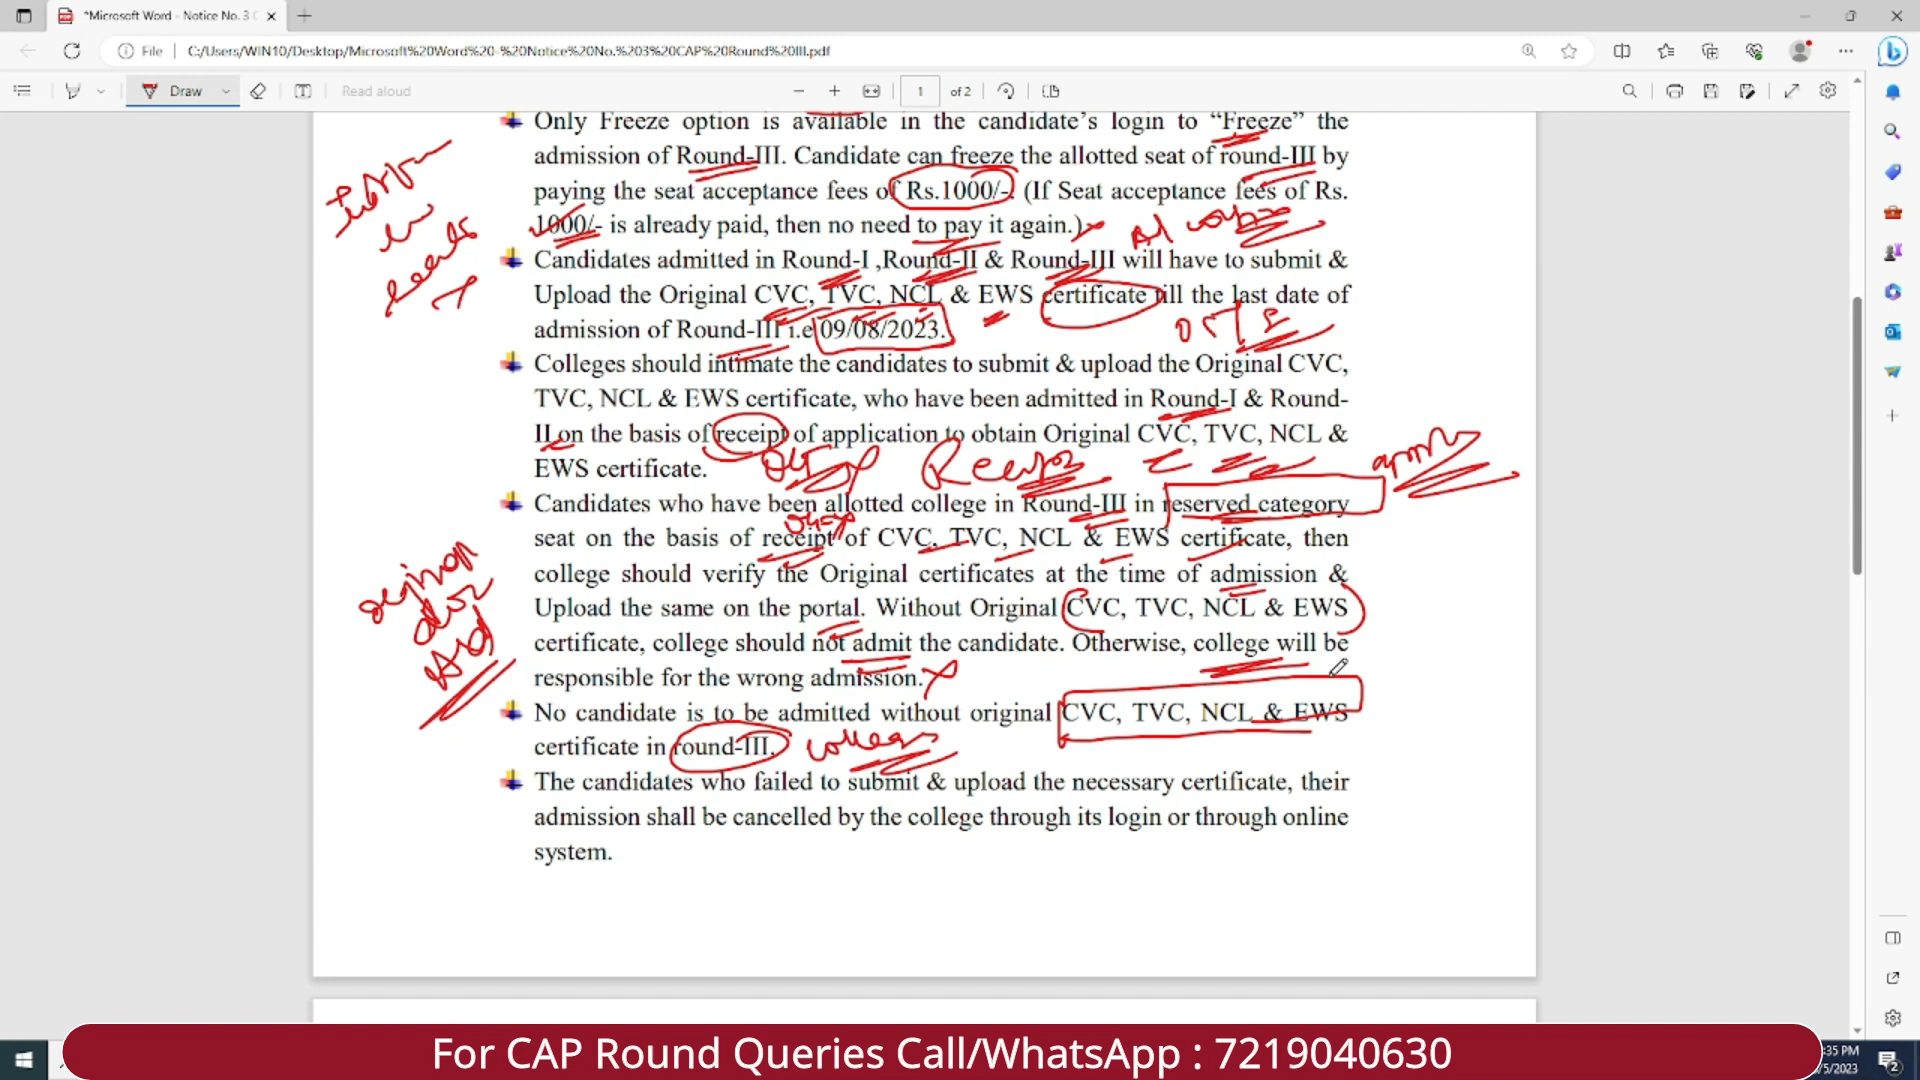 *Microsoft Word - Notice No. 3 C
File
C:/Users/WIN10/Desktop/Microsoft%20Word%20-%20Notice%20No.%203%20CAP%20Round%20III.pdf
Draw
Read aloud
1
of 2
Only Freeze option is available in the candidate's login to “Freeze” the
admission of Round-III. Candidate can freeze the allotted seat of round-III by
paying the seat acceptance fees of Rs.1000/-. (If Seat acceptance fees of Rs.
1000/- is already paid, then no need to pay it again.)
Candidates admitted in Round-I ,Round-II & Round-III will have to submit &
Upload the Original CVC, TVC, NCL & EWS certificate till the last date of
admission of Round-III i.e 09/08/2023.
Colleges should intimate the candidates to submit & upload the Original CVC,
TVC, NCL & EWS certificate, who have been admitted in Round-I & Round-
II on the basis of receipt of application to obtain Original CVC, TVC, NCL &
EWS certificate.
Candidates who have been allotted college in Round-III in reserved category
seat on the basis of receipt of CVC, TVC, NCL & EWS certificate, then
college should verify the Original certificates at the time of admission &
Upload the same on the portal. Without Original CVC, TVC, NCL & EWS
certificate, college should not admit the candidate. Otherwise, college will be
responsible for the wrong admission.
No candidate is to be admitted without original CVC, TVC, NCL & EWS
certificate in round-III.
The candidates who failed to submit & upload the necessary certificate, their
admission shall be cancelled by the college through its login or through online
system.
For CAP Round Queries Call/WhatsApp : 7219040630
:35 PM
/5/2023
2